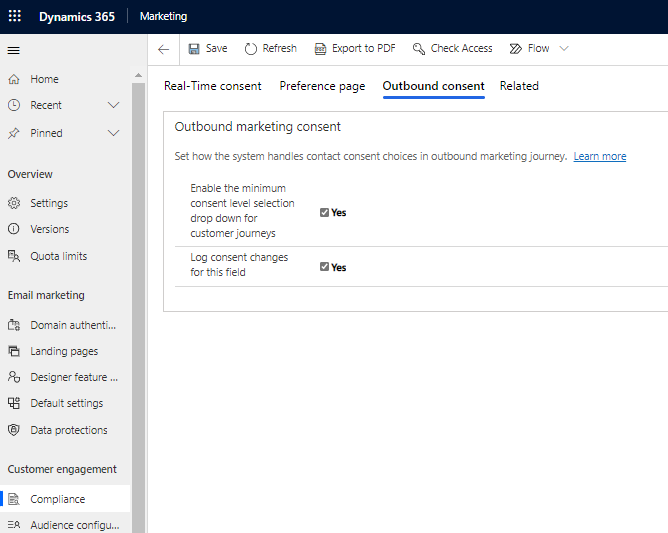 Dynamics 365 Marketing
Save Refresh Export to PDF Check Access Flow
Home
Recent
Pinned
Overview
Settings
Versions
Quota limits
Email marketing
Domain authenti...
Landing pages
Designer feature ...
Default settings
Data protections
Customer engagement
Compliance
Audience configu...
Real-Time consent Preference page Outbound consent Related
Outbound marketing consent
Set how the system handles contact consent choices in outbound marketing journey. Learn more
Enable the minimum
consent level selection
drop down for
customer journeys
Yes
Log consent changes
for this field
Yes